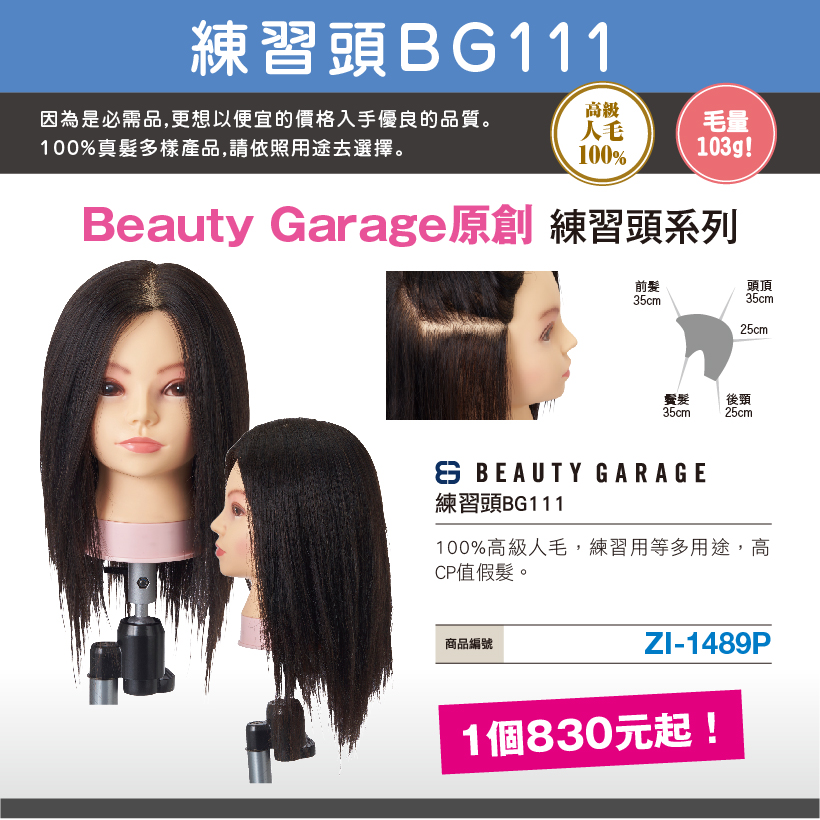 練習頭BG111
因為是必需品,更想以便宜的價格入手優良的品質。
100%真髮多樣產品,請依照用途去選擇。
高級
人毛
100%
毛量
103g!
Beauty Garage原創 練習頭系列
前髮
35cm
頭頂
35cm
25cm
鬢髮
35cm
後頸
25cm
BEAUTY GARAGE
練習頭BG111
100%高級人毛，練習用等多用途，高
CP值假髮。
商品編號
ZI-1489P
1個830元起！